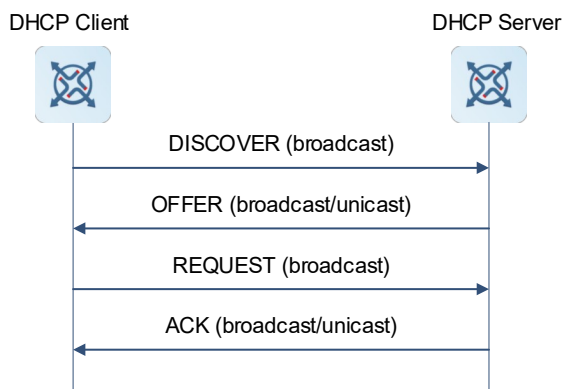 DHCP Client
DHCP Server
DISCOVER (broadcast)
OFFER (broadcast/unicast)
REQUEST (broadcast)
ACK (broadcast/unicast)